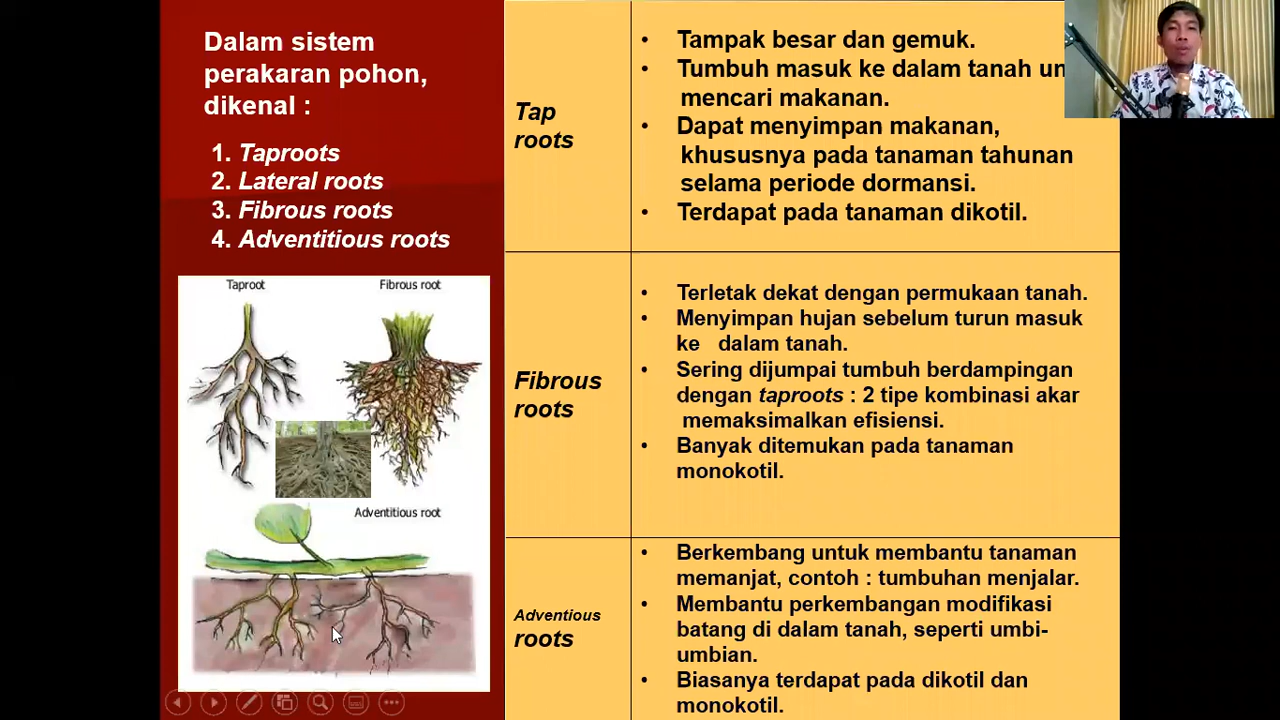 Dalam sistem
perakaran pohon,
dikenal :
1. Taproots
2. Lateral roots
3. Fibrous roots
4. Adventitious roots
Taproot
Fibrous root
Adventitious root
Tap
roots
• Tampak besar dan gemuk.
• Tumbuh masuk ke dalam tanah un
mencari makanan.
• Dapat menyimpan makanan,
khususnya pada tanaman tahunan
selama periode dormansi.
• Terdapat pada tanaman dikotil.
Fibrous
roots
• Terletak dekat dengan permukaan tanah.
• Menyimpan hujan sebelum turun masuk
ke dalam tanah.
• Sering dijumpai tumbuh berdampingan
dengan taproots : 2 tipe kombinasi akar
memaksimalkan efisiensi.
• Banyak ditemukan pada tanaman
monokotil.
Adventious
roots
• Berkembang untuk membantu tanaman
memanjat, contoh : tumbuhan menjalar.
• Membantu perkembangan modifikasi
batang di dalam tanah, seperti umbi-
umbian.
• Biasanya terdapat pada dikotil dan
monokotil.